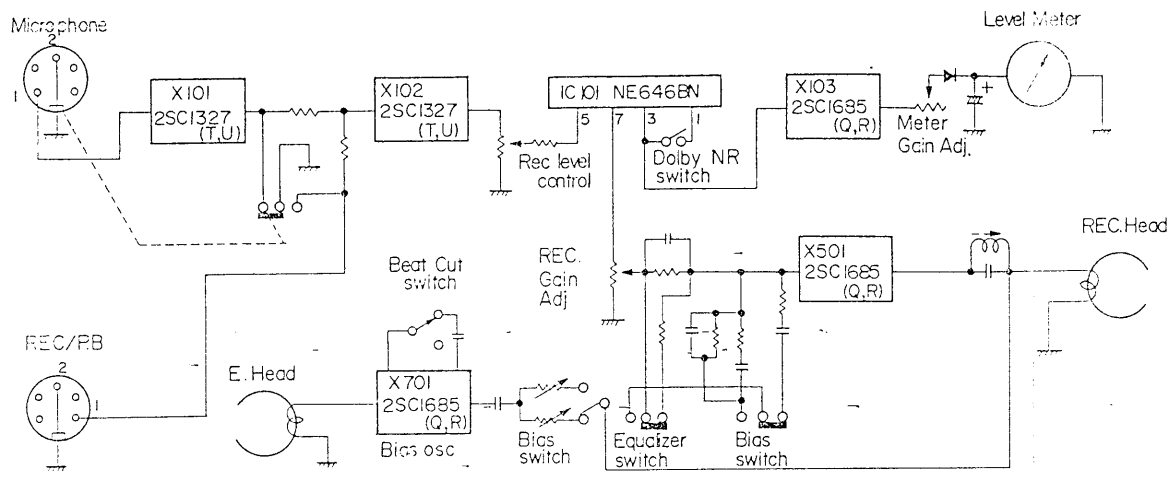 Microphone
2
1
X101
2SC1327
(T,U)
X102
2SC1327
(T,U)
Rec level
control
IC101 NE646BN
5 7 3 1
Dolby NR
switch
X103
2SC1685
(Q,R)
Meter
Gain Adj.
Level Meter
+
REC.
Gain
Adj
X501
2SC1685
(Q,R)
REC. Head
Beat Cut
switch
REC/P.B
2
1
E. Head
X701
2SC1685
(Q,R)
Bias osc
Bias
switch
Equalizer
switch
Bias
switch